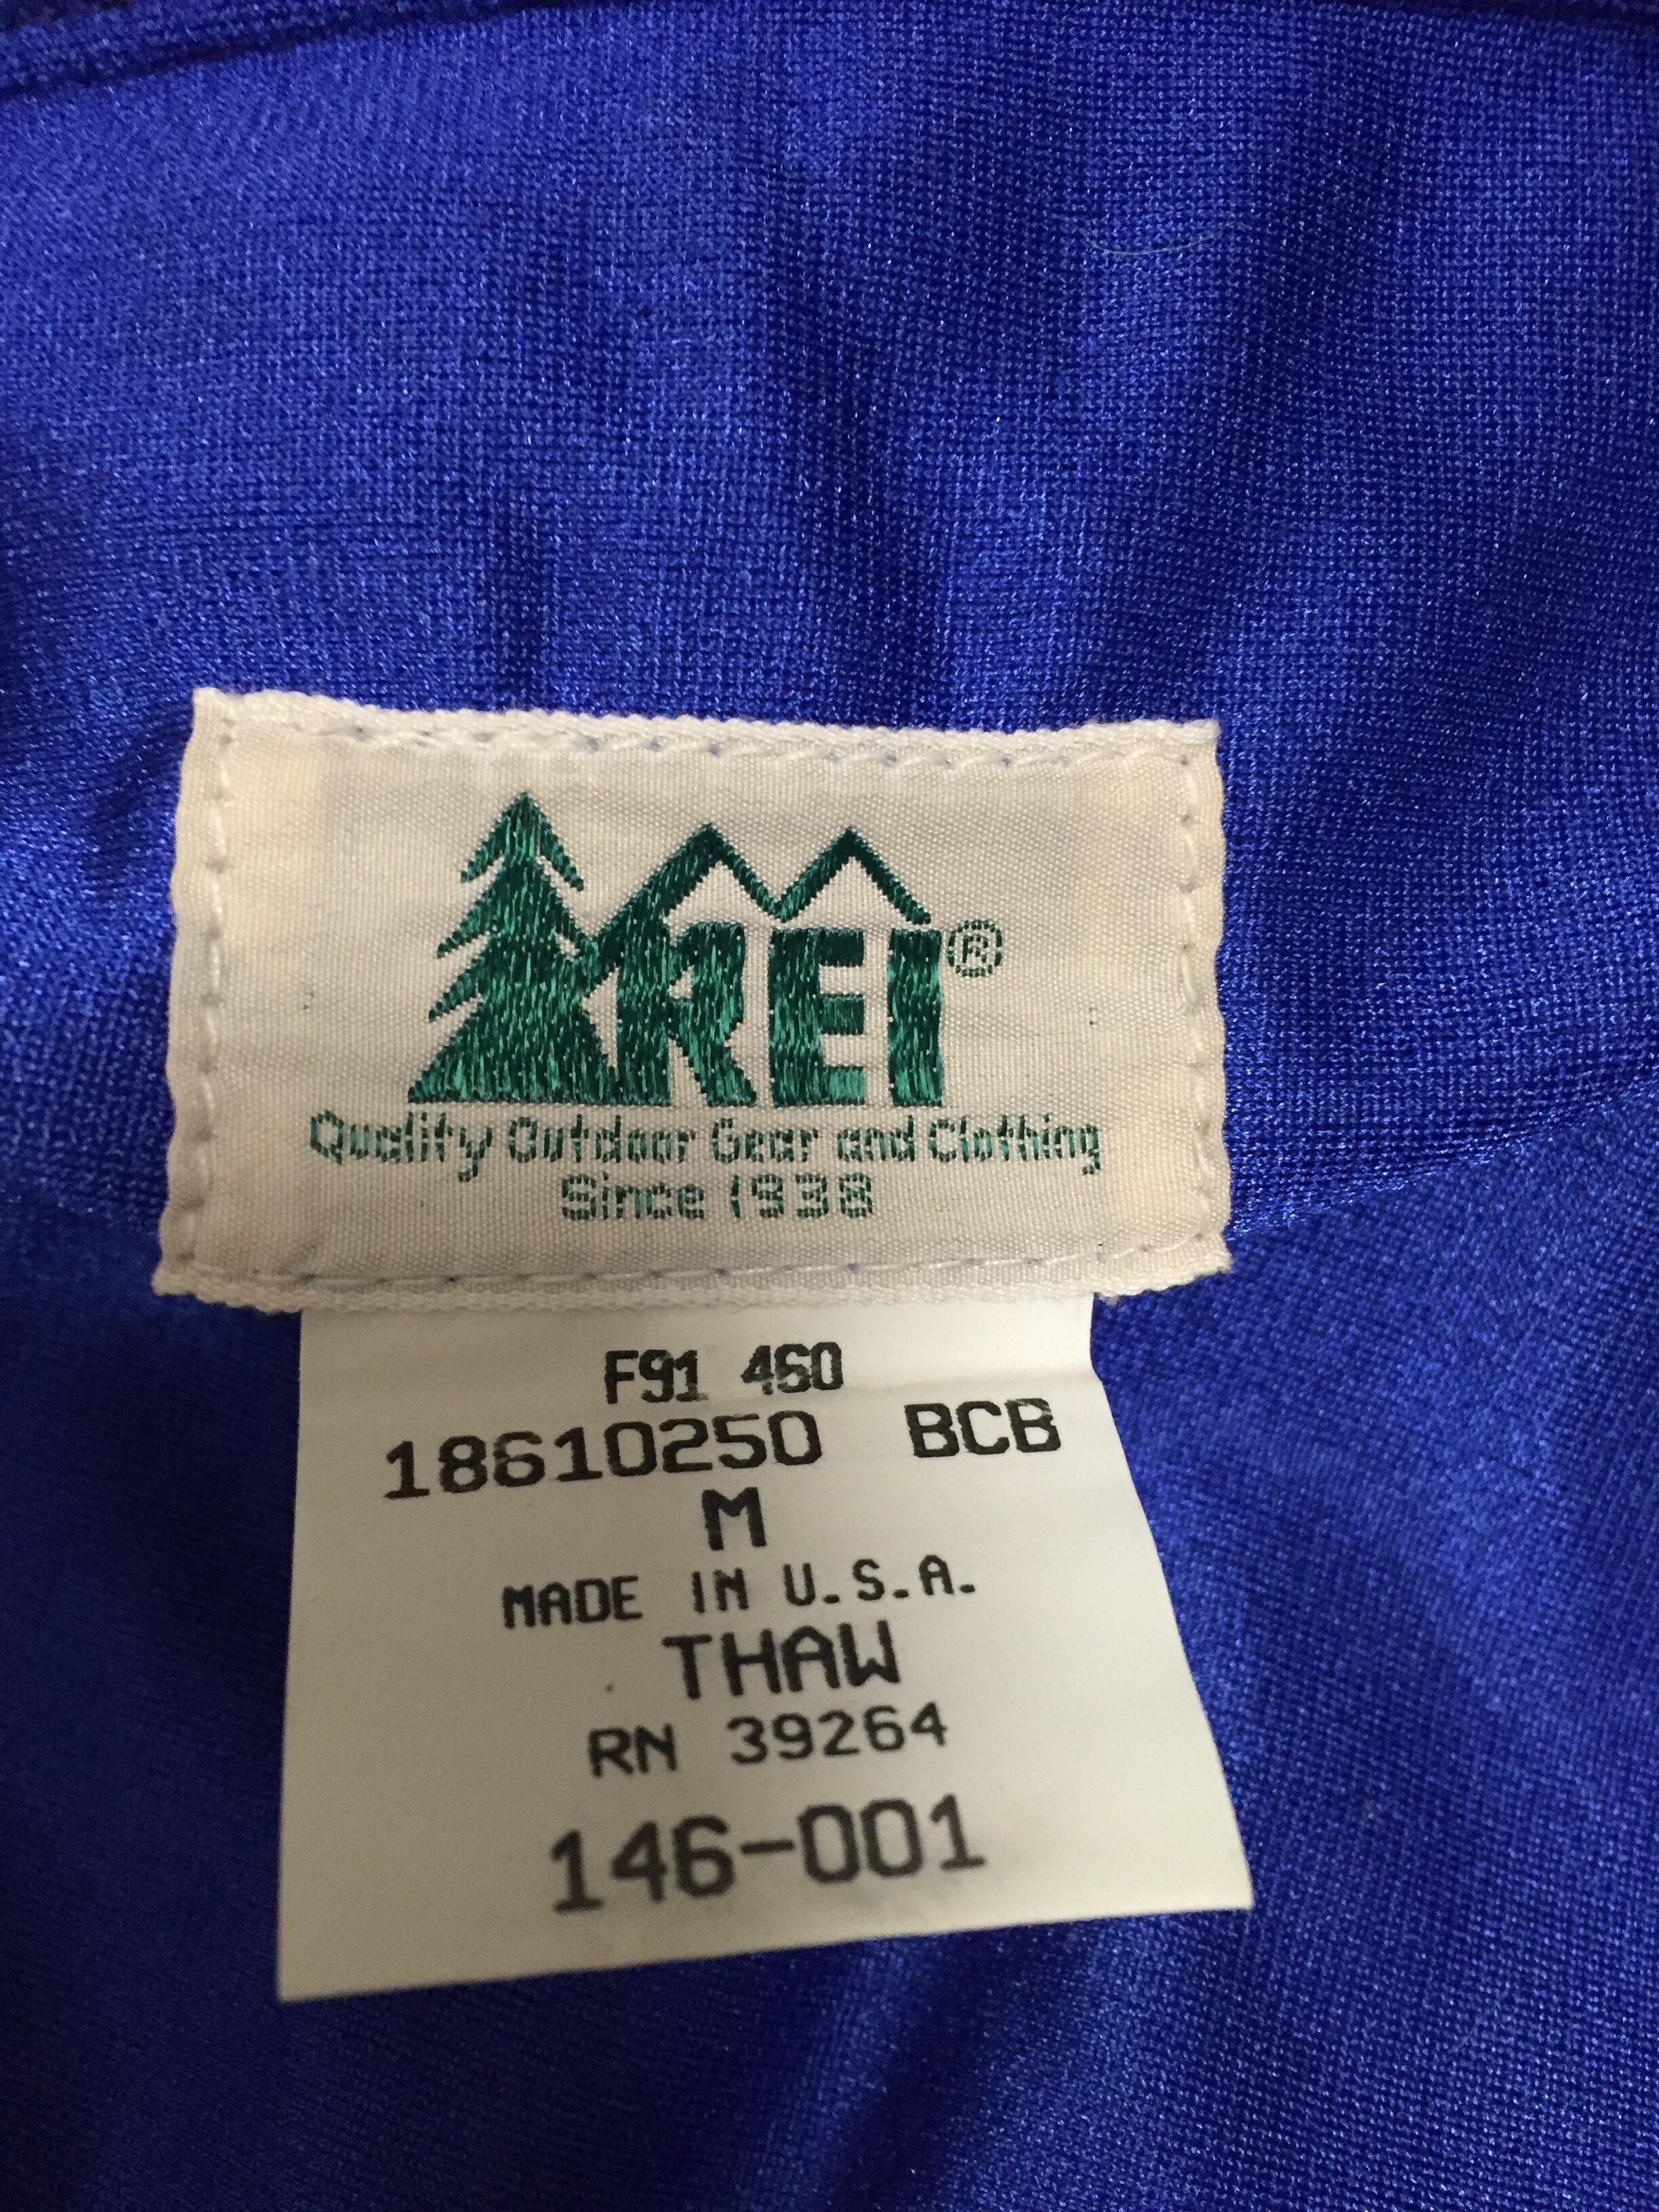 REI®
Quality Outdoor Gear and Clothing
Since 1938
F91 460
18610250 BCB
M
MADE IN U.S.A.
THAW
RN 39264
146-001